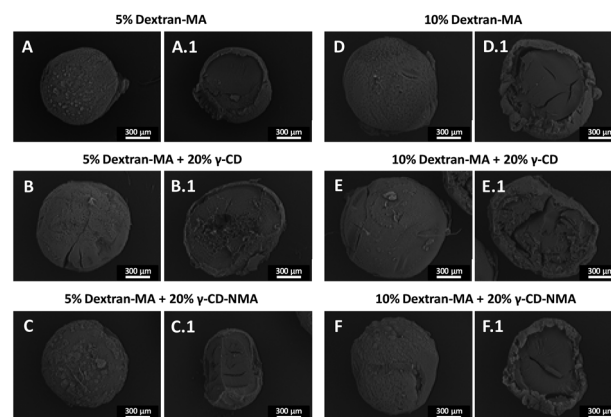 5% Dextran-MA
10% Dextran-MA
A
A.1
D
D.1
300 µm
300 µm
300 µm
300 µm
5% Dextran-MA + 20% γ-CD
10% Dextran-MA + 20% γ-CD
B
B.1
E
E.1
300 µm
300 µm
300 µm
300 µm
5% Dextran-MA + 20% γ-CD-NMA
10% Dextran-MA + 20% γ-CD-NMA
C
C.1
F
F.1
300 µm
300 µm
300 µm
300 µm